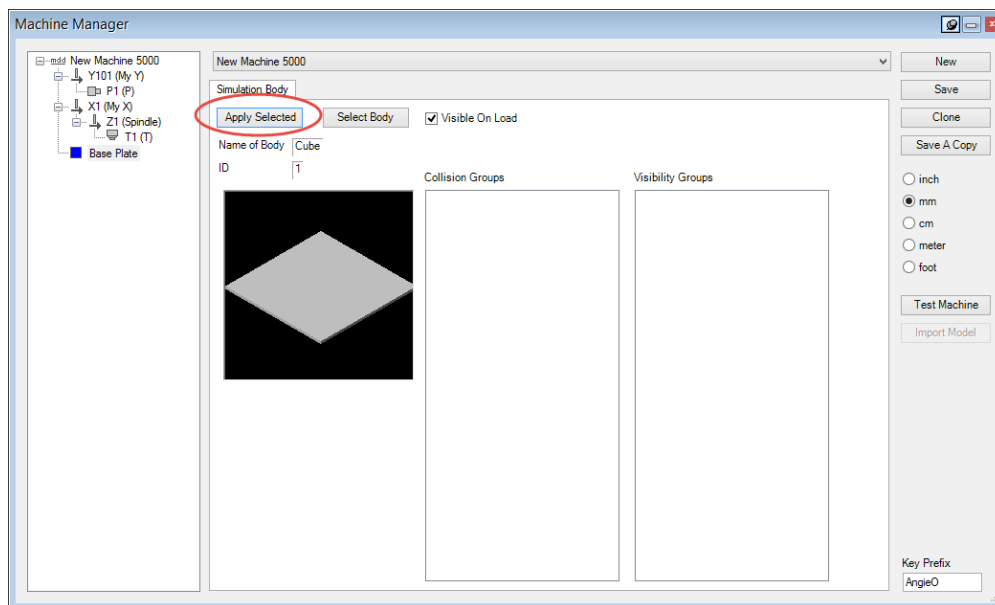 Machine Manager
mdd New Machine 5000
Y101 (My Y)
P1 (P)
X1 (My X)
Z1 (Spindle)
T1 (T)
Base Plate
New Machine 5000
Simulation Body
Apply Selected
Select Body
Visible On Load
Name of Body
Cube
ID
1
Collision Groups
Visibility Groups
New
Save
Clone
Save A Copy
inch
mm
cm
meter
foot
Test Machine
Import Model
Key Prefix
AngieO